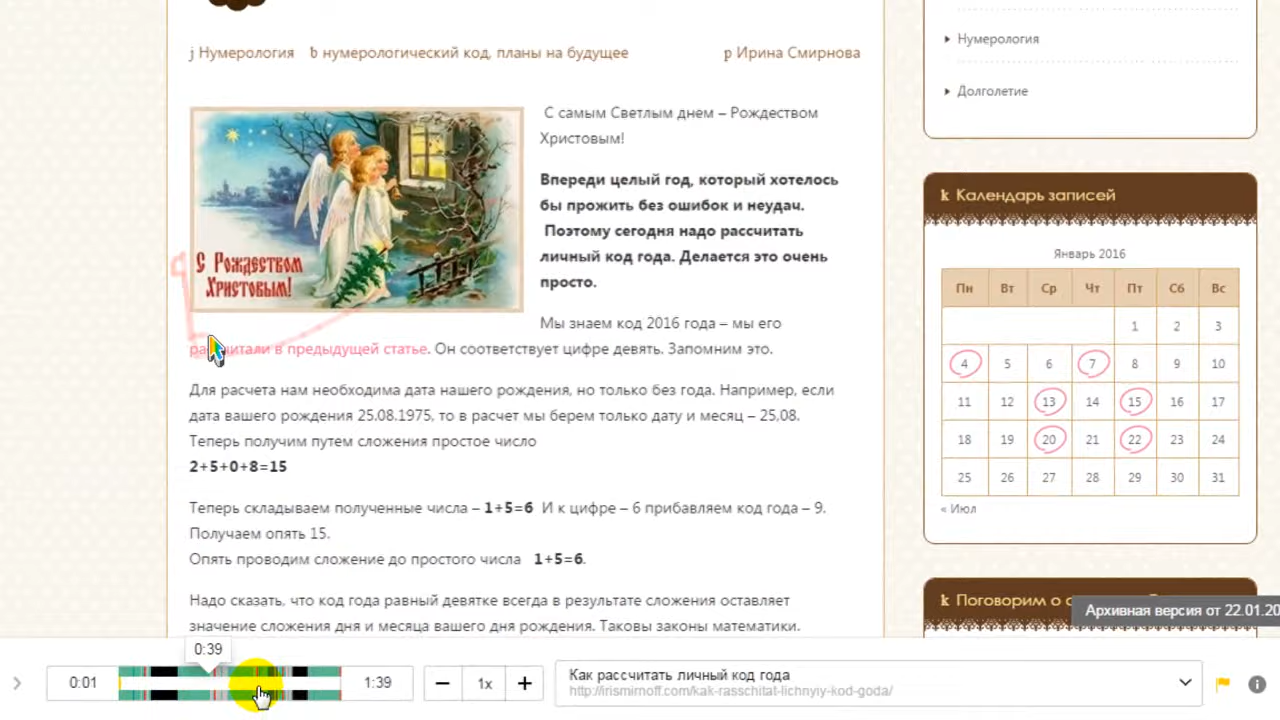 j Нумерология b нумерологический код, планы на будущее p Ирина Смирнова
С Рождеством
Христовым!
С самым Светлым днем – Рождеством
Христовым!
Впереди целый год, который хотелось
бы прожить без ошибок и неудач.
Поэтому сегодня надо рассчитать
личный код года. Делается это очень
просто.
Мы знаем код 2016 года – мы его
рассчитали в предыдущей статье. Он соответствует цифре девять. Запомним это.
Для расчета нам необходима дата нашего рождения, но только без года. Например, если
дата вашего рождения 25.08.1975, то в расчет мы берем только дату и месяц – 25,08.
Теперь получим путем сложения простое число
2+5+0+8=15
Теперь складываем полученные числа – 1+5=6 И к цифре – 6 прибавляем код года – 9.
Получаем опять 15.
Опять проводим сложение до простого числа 1+5=6.
Надо сказать, что код года равный девятке всегда в результате сложения оставляет
значение сложения дня и месяца вашего дня рождения. Таковы законы математики.
Нумерология
Долголетие
k Календарь записей
Январь 2016
Пн Вт Ср Чт Пт Сб Вс
1 2 3
4 5 6 7 8 9 10
11 12 13 14 15 16 17
18 19 20 21 22 23 24
25 26 27 28 29 30 31
« Июл
k Поговорим о
Архивная версия от 22.01.20
0:39
0:01 1:39 − 1x + Как рассчитать личный код года
http://irismirnoff.com/kak-rasschitat-lichnyiy-kod-goda/